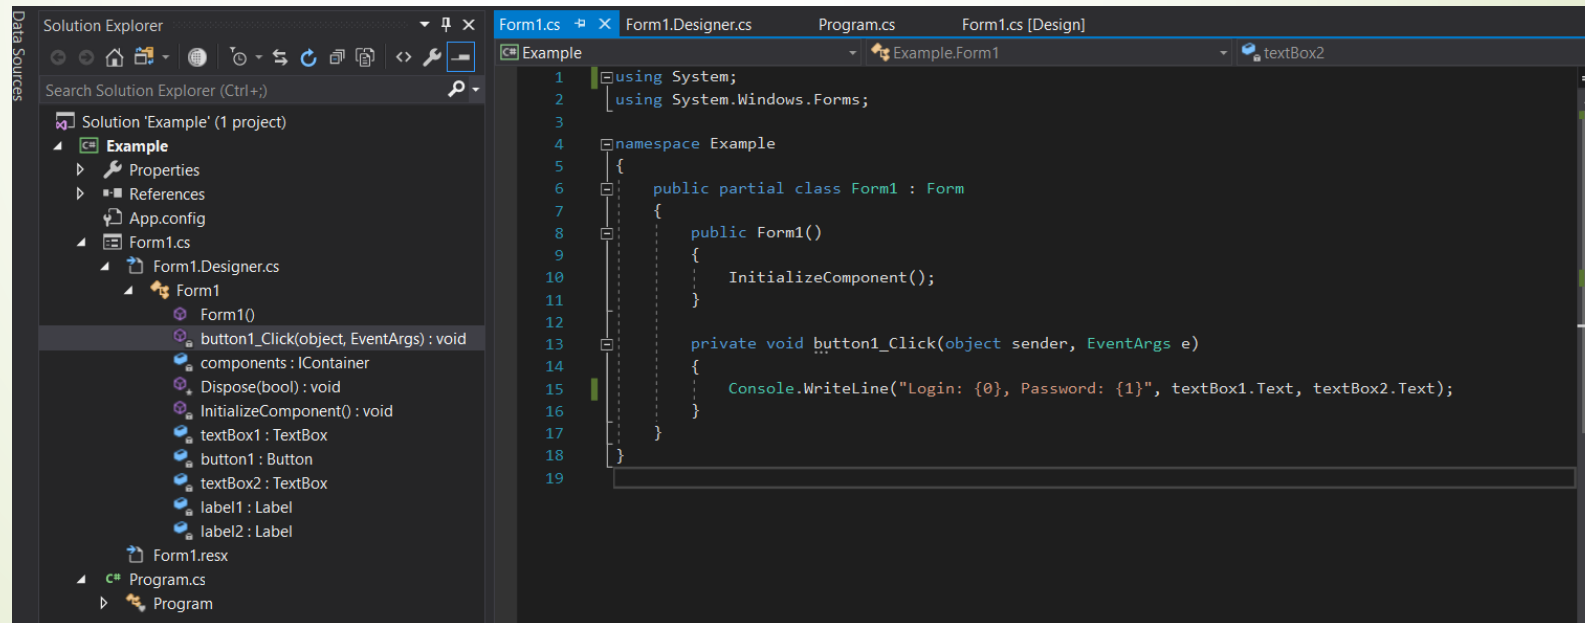 Data Sources
Solution Explorer
Search Solution Explorer (Ctrl+;)
Solution 'Example' (1 project)
C# Example
Properties
References
App.config
Form1.cs
Form1.Designer.cs
Form1
Form1()
button1_Click(object, EventArgs) : void
components : IContainer
Dispose(bool) : void
InitializeComponent() : void
textBox1 : TextBox
button1 : Button
textBox2 : TextBox
label1 : Label
label2 : Label
Form1.resx
C# Program.cs
Program
Form1.cs Form1.Designer.cs Program.cs Form1.cs [Design]
C# Example Example.Form1 textBox2
1 using System;
2 using System.Windows.Forms;
3
4 namespace Example
5 {
6 public partial class Form1 : Form
7 {
8 public Form1()
9 {
10 InitializeComponent();
11 }
12
13 private void button1_Click(object sender, EventArgs e)
14 {
15 Console.WriteLine("Login: {0}, Password: {1}", textBox1.Text, textBox2.Text);
16 }
17 }
18 }
19